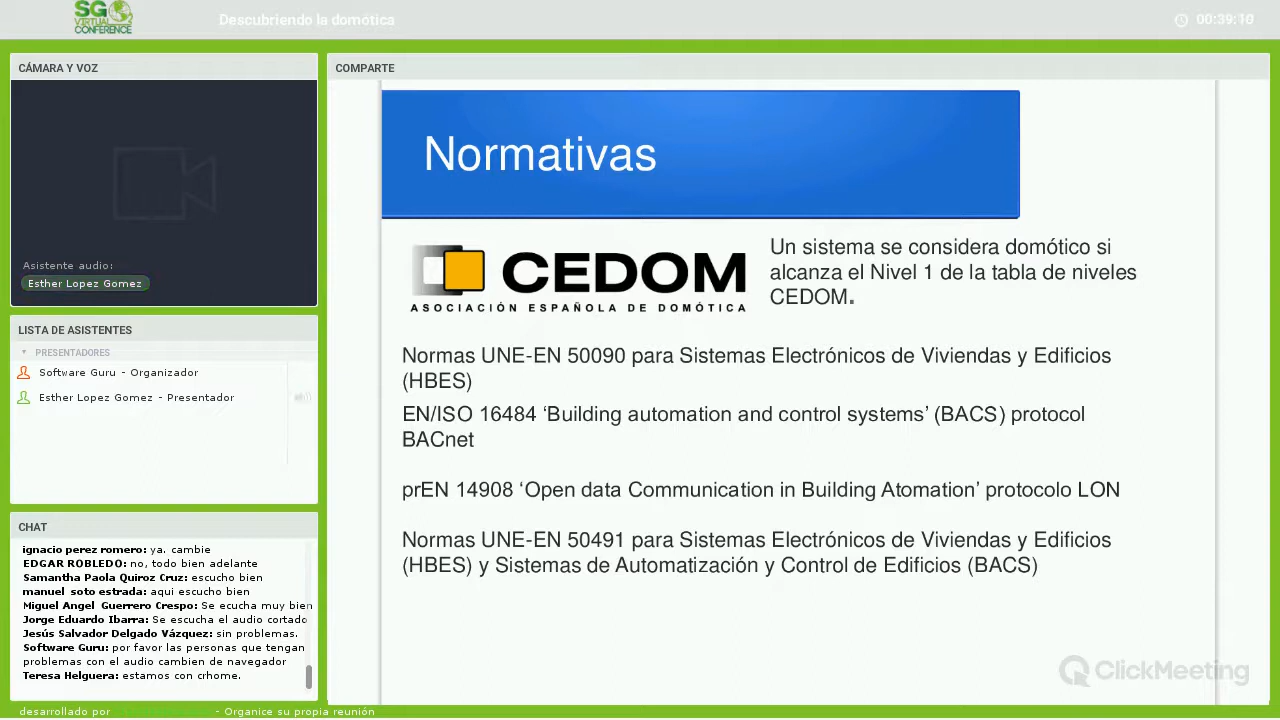 SG
VIRTUAL
CONFERENCE
Descubriendo la domótica
00:39:10
CÁMARA Y VOZ
Asistente audio:
Esther Lopez Gomez
LISTA DE ASISTENTES
PRESENTADORES
Software Guru - Organizador
Esther Lopez Gomez - Presentador
CHAT
ignacio perez romero: ya. cambie
EDGAR ROBLEDO: no, todo bien adelante
Samantha Paola Quiroz Cruz: escucho bien
manuel soto estrada: aqui escucho bien
Miguel Angel Guerrero Crespo: Se ecucha muy bien
Jorge Eduardo Ibarra: Se escucha el audio cortado
Jesús Salvador Delgado Vázquez: sin problemas.
Software Guru: por favor las personas que tengan
problemas con el audio cambien de navegador
Teresa Helguera: estamos con crhome.
desarrollado por
- Organice su propia reunión
COMPARTE
Normativas
CEDOM
ASOCIACIÓN ESPAÑOLA DE DOMÓTICA
Un sistema se considera domótico si
alcanza el Nivel 1 de la tabla de niveles
CEDOM.
Normas UNE-EN 50090 para Sistemas Electrónicos de Viviendas y Edificios
(HBES)
EN/ISO 16484 ‘Building automation and control systems’ (BACS) protocol
BACnet
prEN 14908 ‘Open data Communication in Building Atomation’ protocolo LON
Normas UNE-EN 50491 para Sistemas Electrónicos de Viviendas y Edificios
(HBES) y Sistemas de Automatización y Control de Edificios (BACS)
ClickMeeting